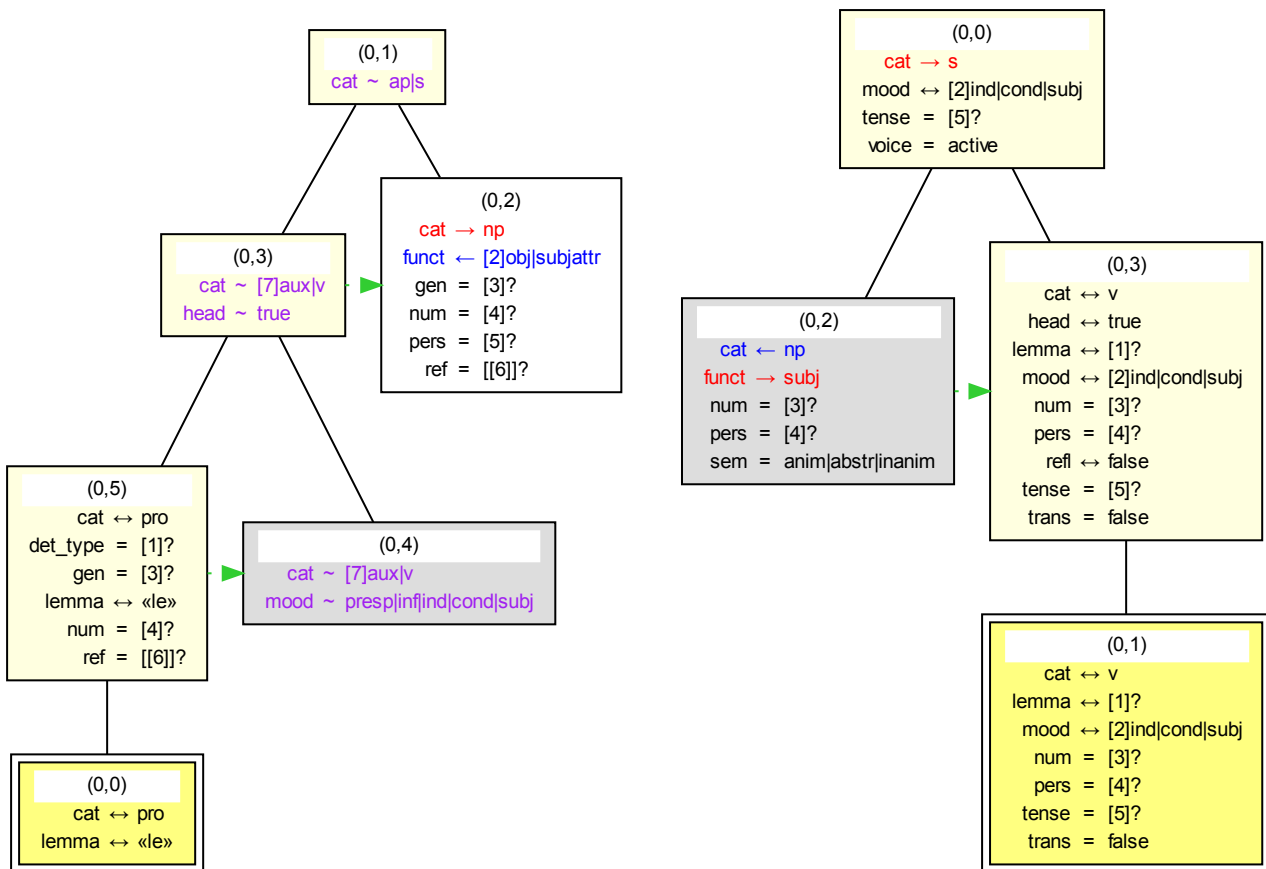 (0,1)
cat ~ ap|s
(0,2)
cat → np
funct ← [2]obj|subjattr
gen = [3]?
num = [4]?
pers = [5]?
ref = [[6]]?
(0,3)
cat ~ [7]aux|v
head ~ true
(0,5)
cat ↔ pro
det_type = [1]?
gen = [3]?
lemma ↔ «le»
num = [4]?
ref = [[6]]?
(0,4)
cat ~ [7]aux|v
mood ~ presp|inf|ind|cond|subj
(0,0)
cat ↔ pro
lemma ↔ «le»
(0,0)
cat → s
mood ↔ [2]ind|cond|subj
tense = [5]?
voice = active
(0,2)
cat ← np
funct → subj
num = [3]?
pers = [4]?
sem = anim|abstr|inanim
(0,3)
cat ↔ v
head ↔ true
lemma ↔ [1]?
mood ↔ [2]ind|cond|subj
num = [3]?
pers = [4]?
refl ↔ false
tense = [5]?
trans = false
(0,1)
cat ↔ v
lemma ↔ [1]?
mood ↔ [2]ind|cond|subj
num = [3]?
pers = [4]?
tense = [5]?
trans = false